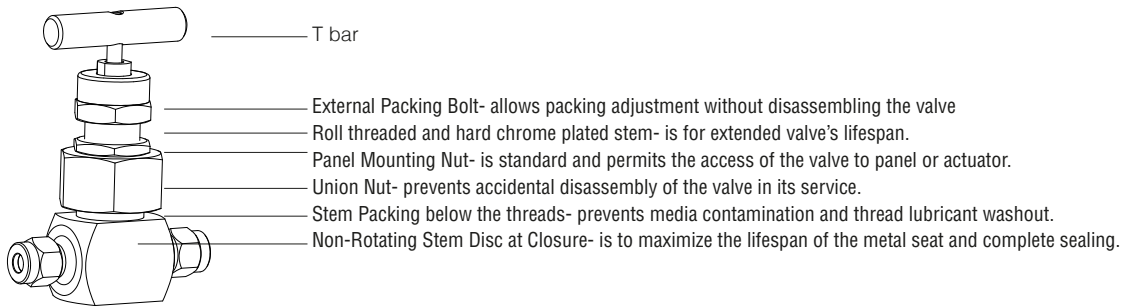 T bar
External Packing Bolt- allows packing adjustment without disassembling the valve
Roll threaded and hard chrome plated stem- is for extended valve's lifespan.
Panel Mounting Nut- is standard and permits the access of the valve to panel or actuator.
Union Nut- prevents accidental disassembly of the valve in its service.
Stem Packing below the threads- prevents media contamination and thread lubricant washout.
Non-Rotating Stem Disc at Closure- is to maximize the lifespan of the metal seat and complete sealing.